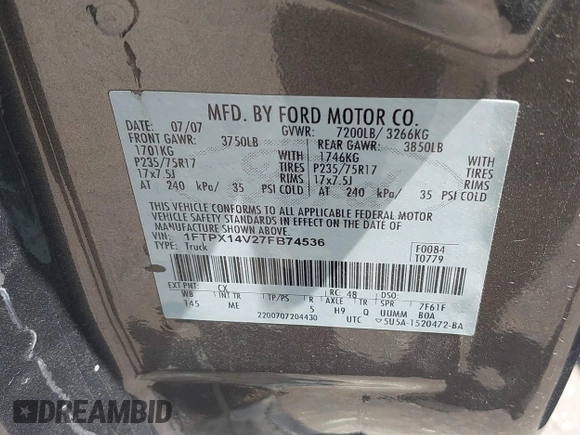 MFD. BY FORD MOTOR CO.
DATE: 07/07 GVWR: 7200LB/ 3266KG
FRONT GAWR: 3750LB REAR GAWR: 3850LB
1701KG WITH 1746KG WITH
P235/75R17 TIRES P235/75R17 TIRES
17x7.5J RIMS 17x7.5J RIMS
AT 240 kPa/ 35 PSI COLD AT 240 kPa/ 35 PSI COLD
THIS VEHICLE CONFORMS TO ALL APPLICABLE FEDERAL MOTOR
VEHICLE SAFETY STANDARDS IN EFFECT ON THE DATE OF
MANUFACTURE SHOWN ABOVE.
VIN: 1FTPX14V27FB74536 F0084
TYPE: Truck T0779
EXT PNT: CX RC: 48 DSO:
WB INT TR TP/PS R AXLE TR SPR 7F61F
145 ME 5 H9 Q UUMM B0A
2200707204430 UTC 5U5A-1520472-BA
DREAMBID